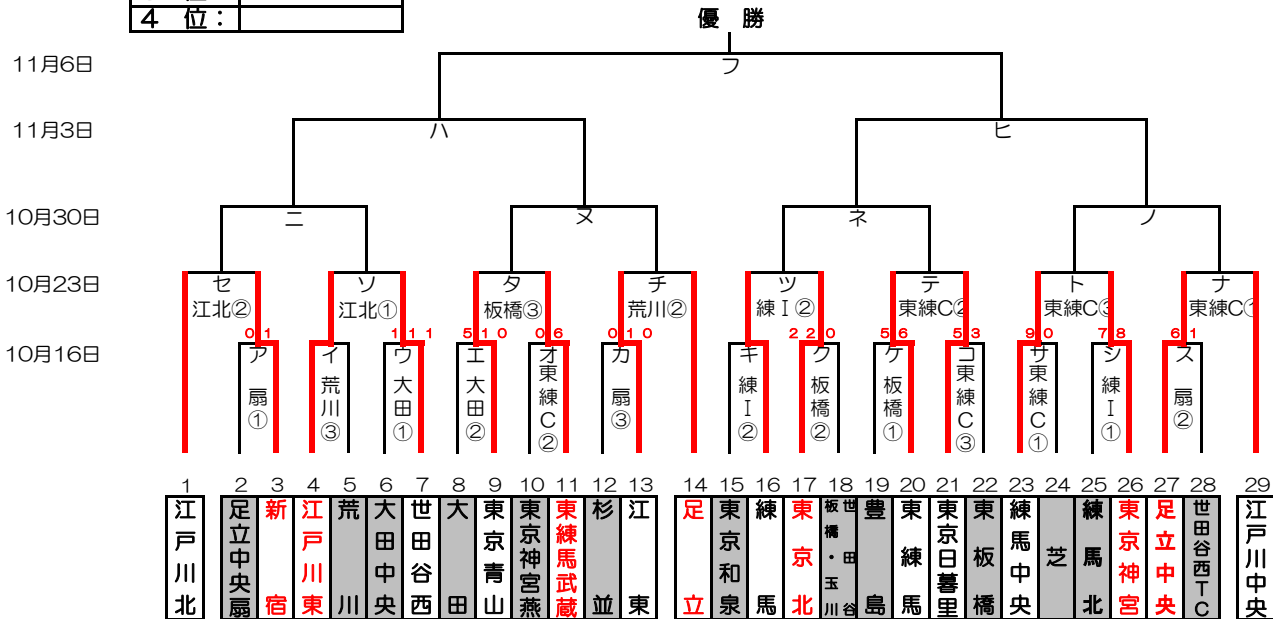 4 位：
優 勝
11月6日
フ
11月3日
ハ ヒ
10月30日
ニ ヌ ネ ノ
10月23日
セ ソ タ チ ツ テ ト ナ
江北② 江北① 板橋③ 荒川② 練Ⅰ② 東練C② 東練C③ 東練C①
0 1 1 1 1 5 1 0 0 6 0 1 0 2 2 0 5 6 5 3 9 0 7 8 6 1
10月16日
ア イ ウ エ オ カ キ ク ケ コ サ シ ス
扇① 荒川③ 大田① 大田② 東練C② 扇③ 練Ⅰ② 板橋② 板橋① 東練C③ 東練C① 練Ⅰ① 扇②
1 2 3 4 5 6 7 8 9 10 11 12 13 14 15 16 17 18 19 20 21 22 23 24 25 26 27 28 29
江戸川北
足立中央扇
新宿
江戸川東
荒川
大田中央
世田谷西
大田
東京青山
東京神宮燕
東練馬武蔵
杉並
江東
足立
東京和泉
練馬
東京北
世田谷
板橋・玉川
豊島
東練馬
東京日暮里
東板橋
練馬中央
芝
練馬北
東京神宮
足立中央
世田谷西TC
江戸川中央